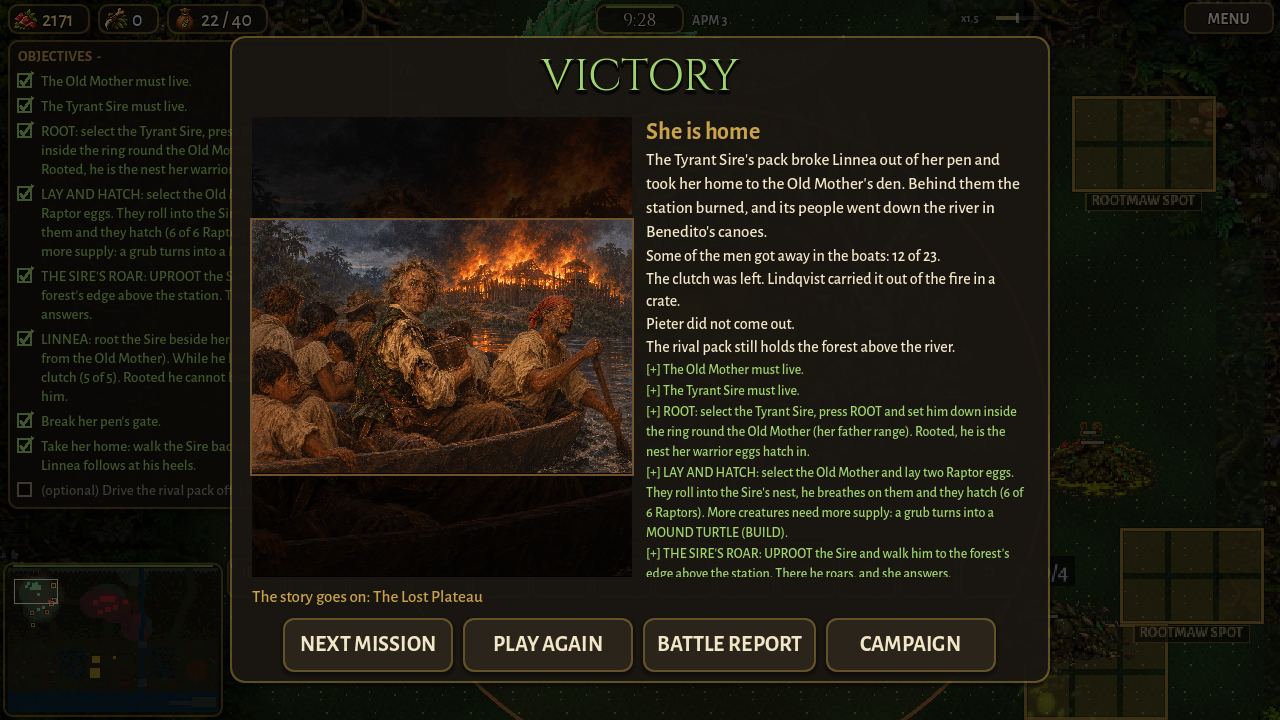 2171
0
22 / 40
9:28
APM 3
x1.5
MENU
OBJECTIVES -
The Old Mother must live.
The Tyrant Sire must live.
ROOT: select the Tyrant Sire, pres
inside the ring round the Old Mo
Rooted, he is the nest her warrior
LAY AND HATCH: select the Old
Raptor eggs. They roll into the Si
them and they hatch (6 of 6 Rapt
more supply: a grub turns into a
THE SIRE'S ROAR: UPROOT the S
forest's edge above the station. T
answers.
LINNEA: root the Sire beside her
from the Old Mother). While he
clutch (5 of 5). Rooted he cannot
him.
Break her pen's gate.
Take her home: walk the Sire bac
Linnea follows at his heels.
(optional) Drive the rival pack of
VICTORY
She is home
The Tyrant Sire's pack broke Linnea out of her pen and
took her home to the Old Mother's den. Behind them the
station burned, and its people went down the river in
Benedito's canoes.
Some of the men got away in the boats: 12 of 23.
The clutch was left. Lindqvist carried it out of the fire in a
crate.
Pieter did not come out.
The rival pack still holds the forest above the river.
[+] The Old Mother must live.
[+] The Tyrant Sire must live.
[+] ROOT: select the Tyrant Sire, press ROOT and set him down inside
the ring round the Old Mother (her father range). Rooted, he is the
nest her warrior eggs hatch in.
[+] LAY AND HATCH: select the Old Mother and lay two Raptor eggs.
They roll into the Sire's nest, he breathes on them and they hatch (6 of
6 Raptors). More creatures need more supply: a grub turns into a
MOUND TURTLE (BUILD).
[+] THE SIRE'S ROAR: UPROOT the Sire and walk him to the forest's
edge above the station. There he roars, and she answers.
The story goes on: The Lost Plateau
NEXT MISSION
PLAY AGAIN
BATTLE REPORT
CAMPAIGN
ROOTMAW SPOT
/4
ROOTMAW SPOT